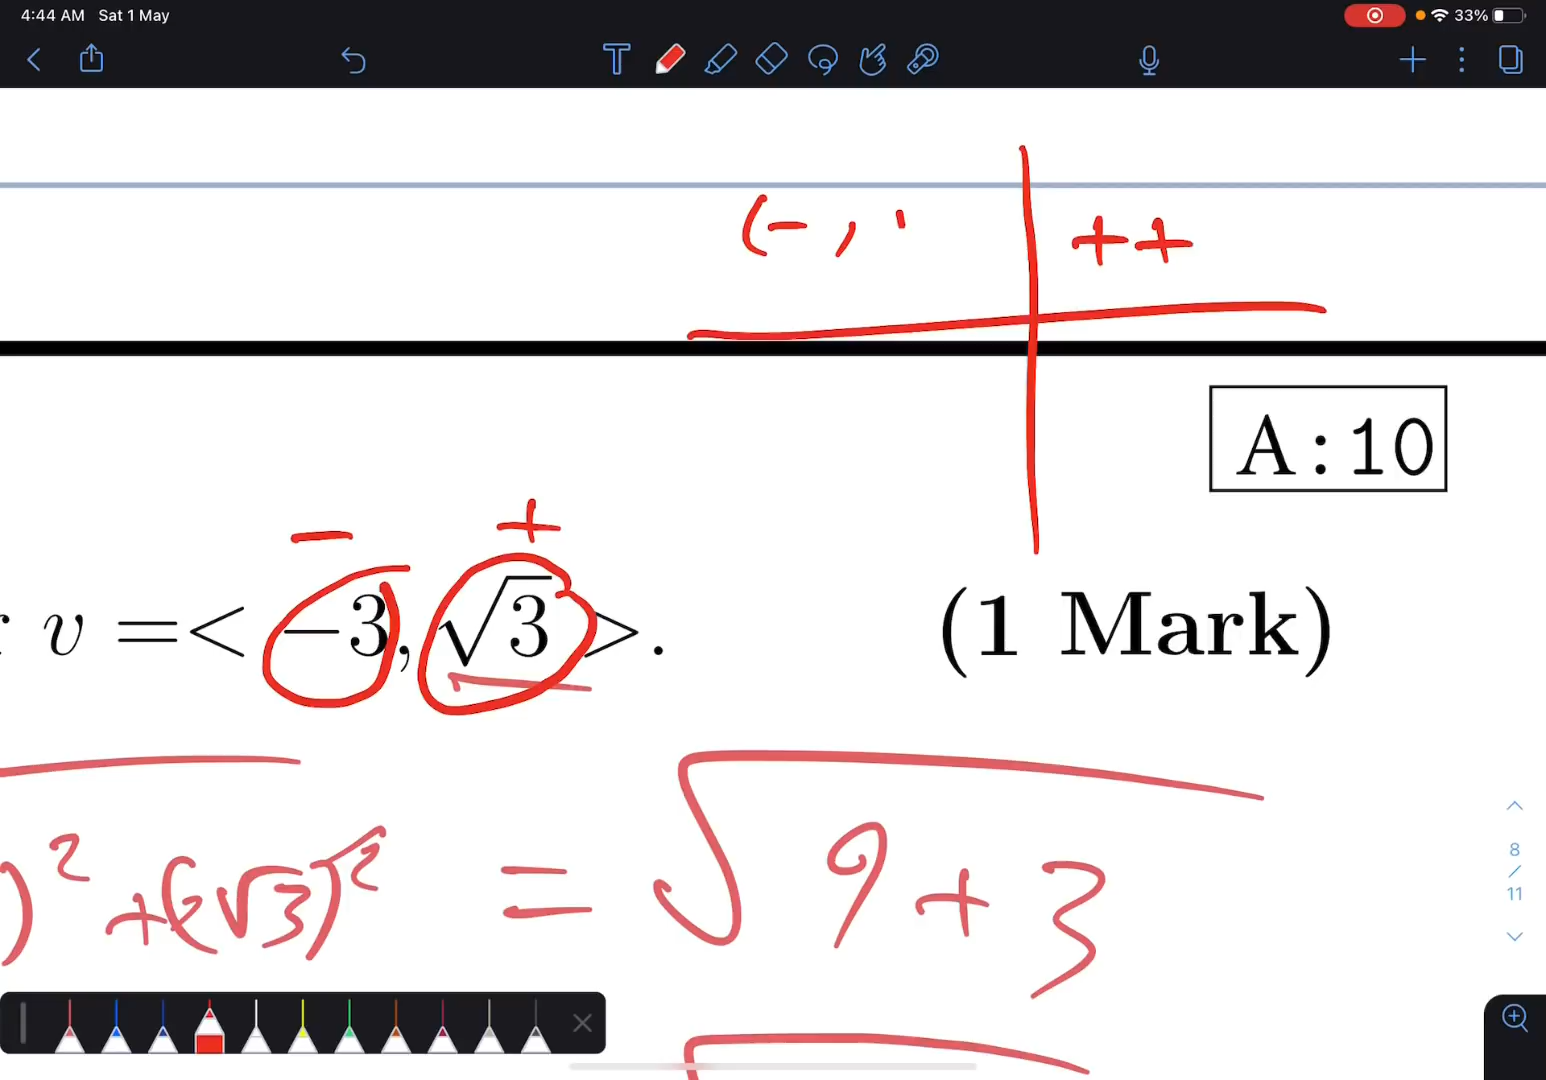 4:44 AM Sat 1 May 33%
(- , ' ++
A:10
- +
v =< −3, √3 >. (1 Mark)
)² +(√3)² = √9 + 3
8
/
11